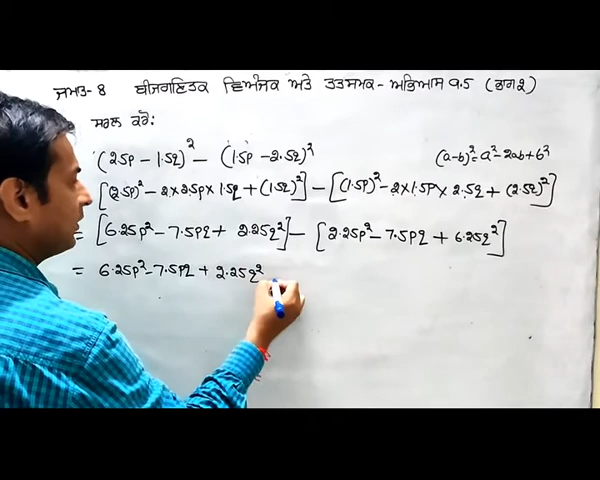 ਜਮਾਤ- 8 ਬੀਜਗਣਿਤਕ ਵਿਅੰਜਕ ਅਤੇ ਤਤਸਮਕ - ਅਭਿਆਸ 9.5 (ਭਾਗ 2)
ਸਰਲ ਕਰੋ:
(2.5p - 1.5q)² - (1.5p - 2.5q)² (a-b)² = a² - 2ab + b²
[(2.5p)² - 2×2.5p×1.5q + (1.5q)²] - [(1.5p)² - 2×1.5p×2.5q + (2.5q)²]
= [6.25p² - 7.5pq + 2.25q²] - [2.25p² - 7.5pq + 6.25q²]
= 6.25p² - 7.5pq + 2.25q²